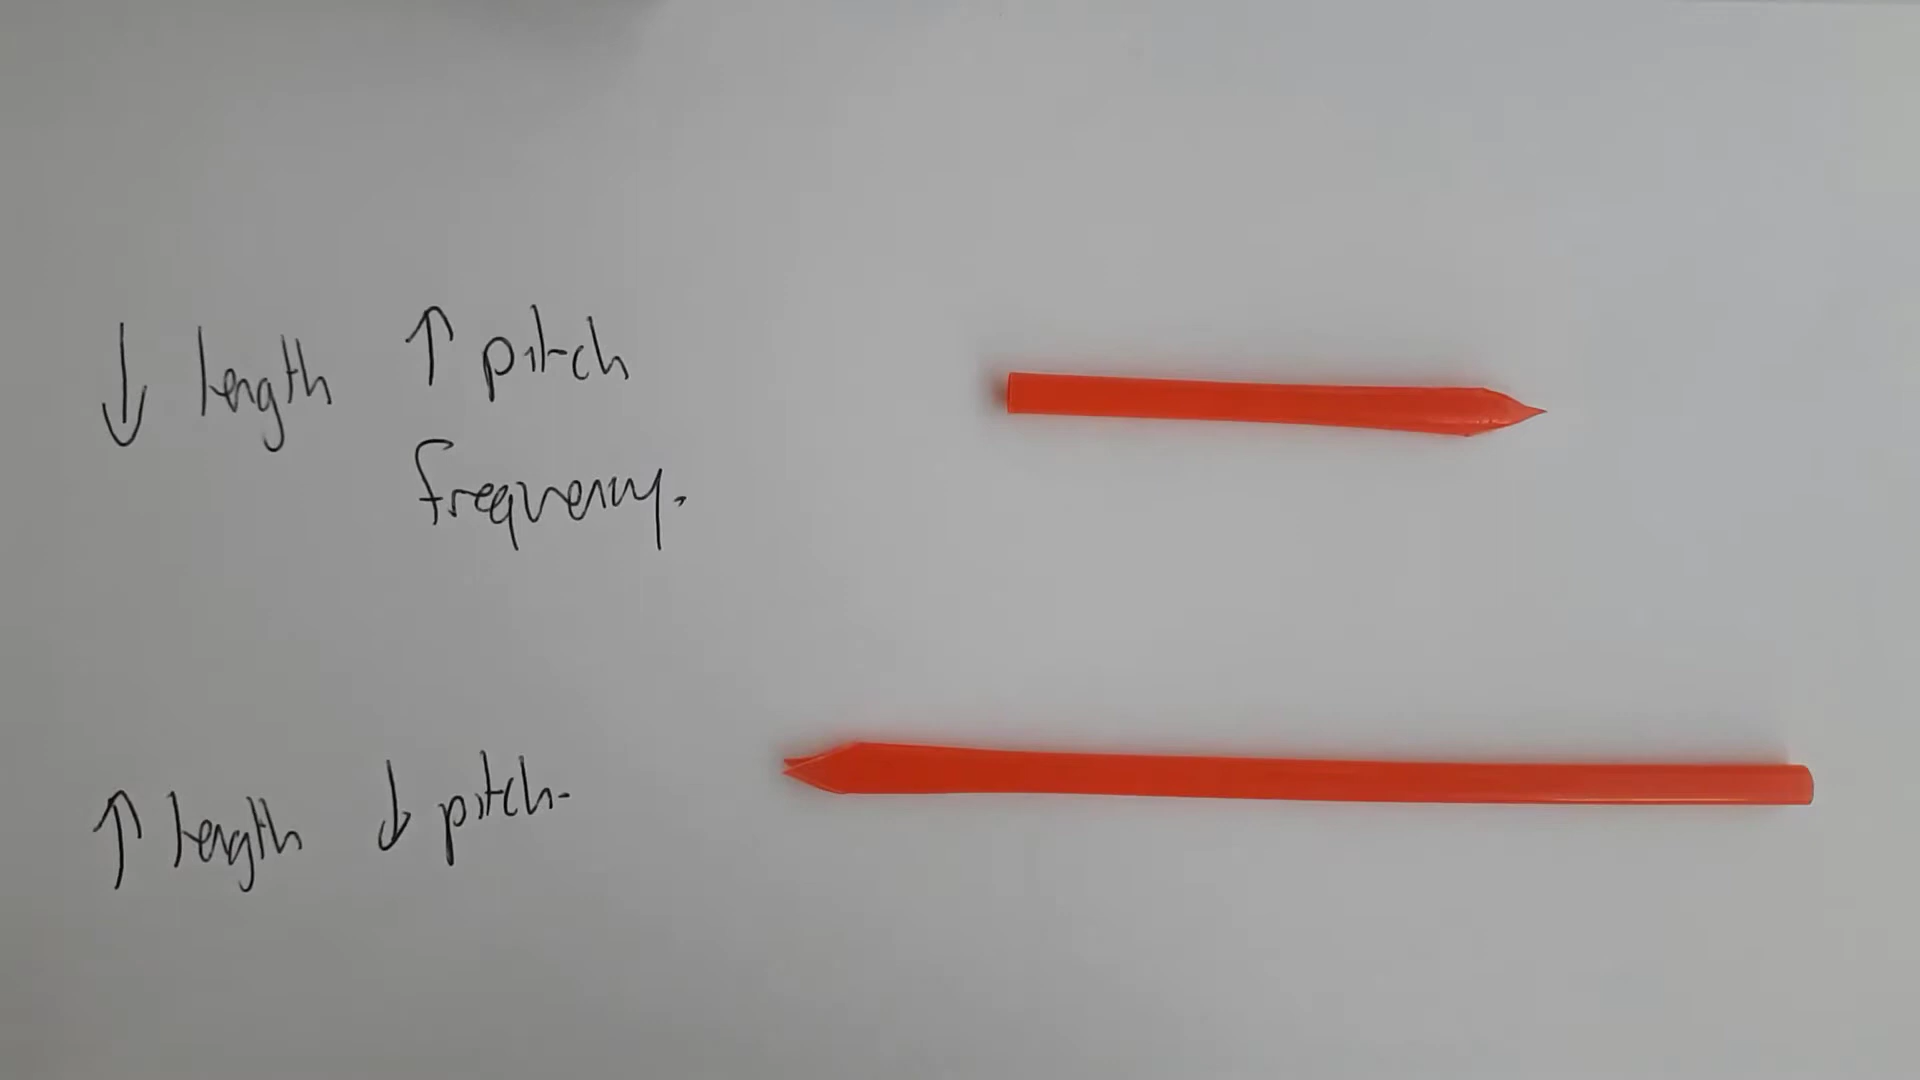 ↓ length ↑ pitch
frequency.
↑ length ↓ pitch.